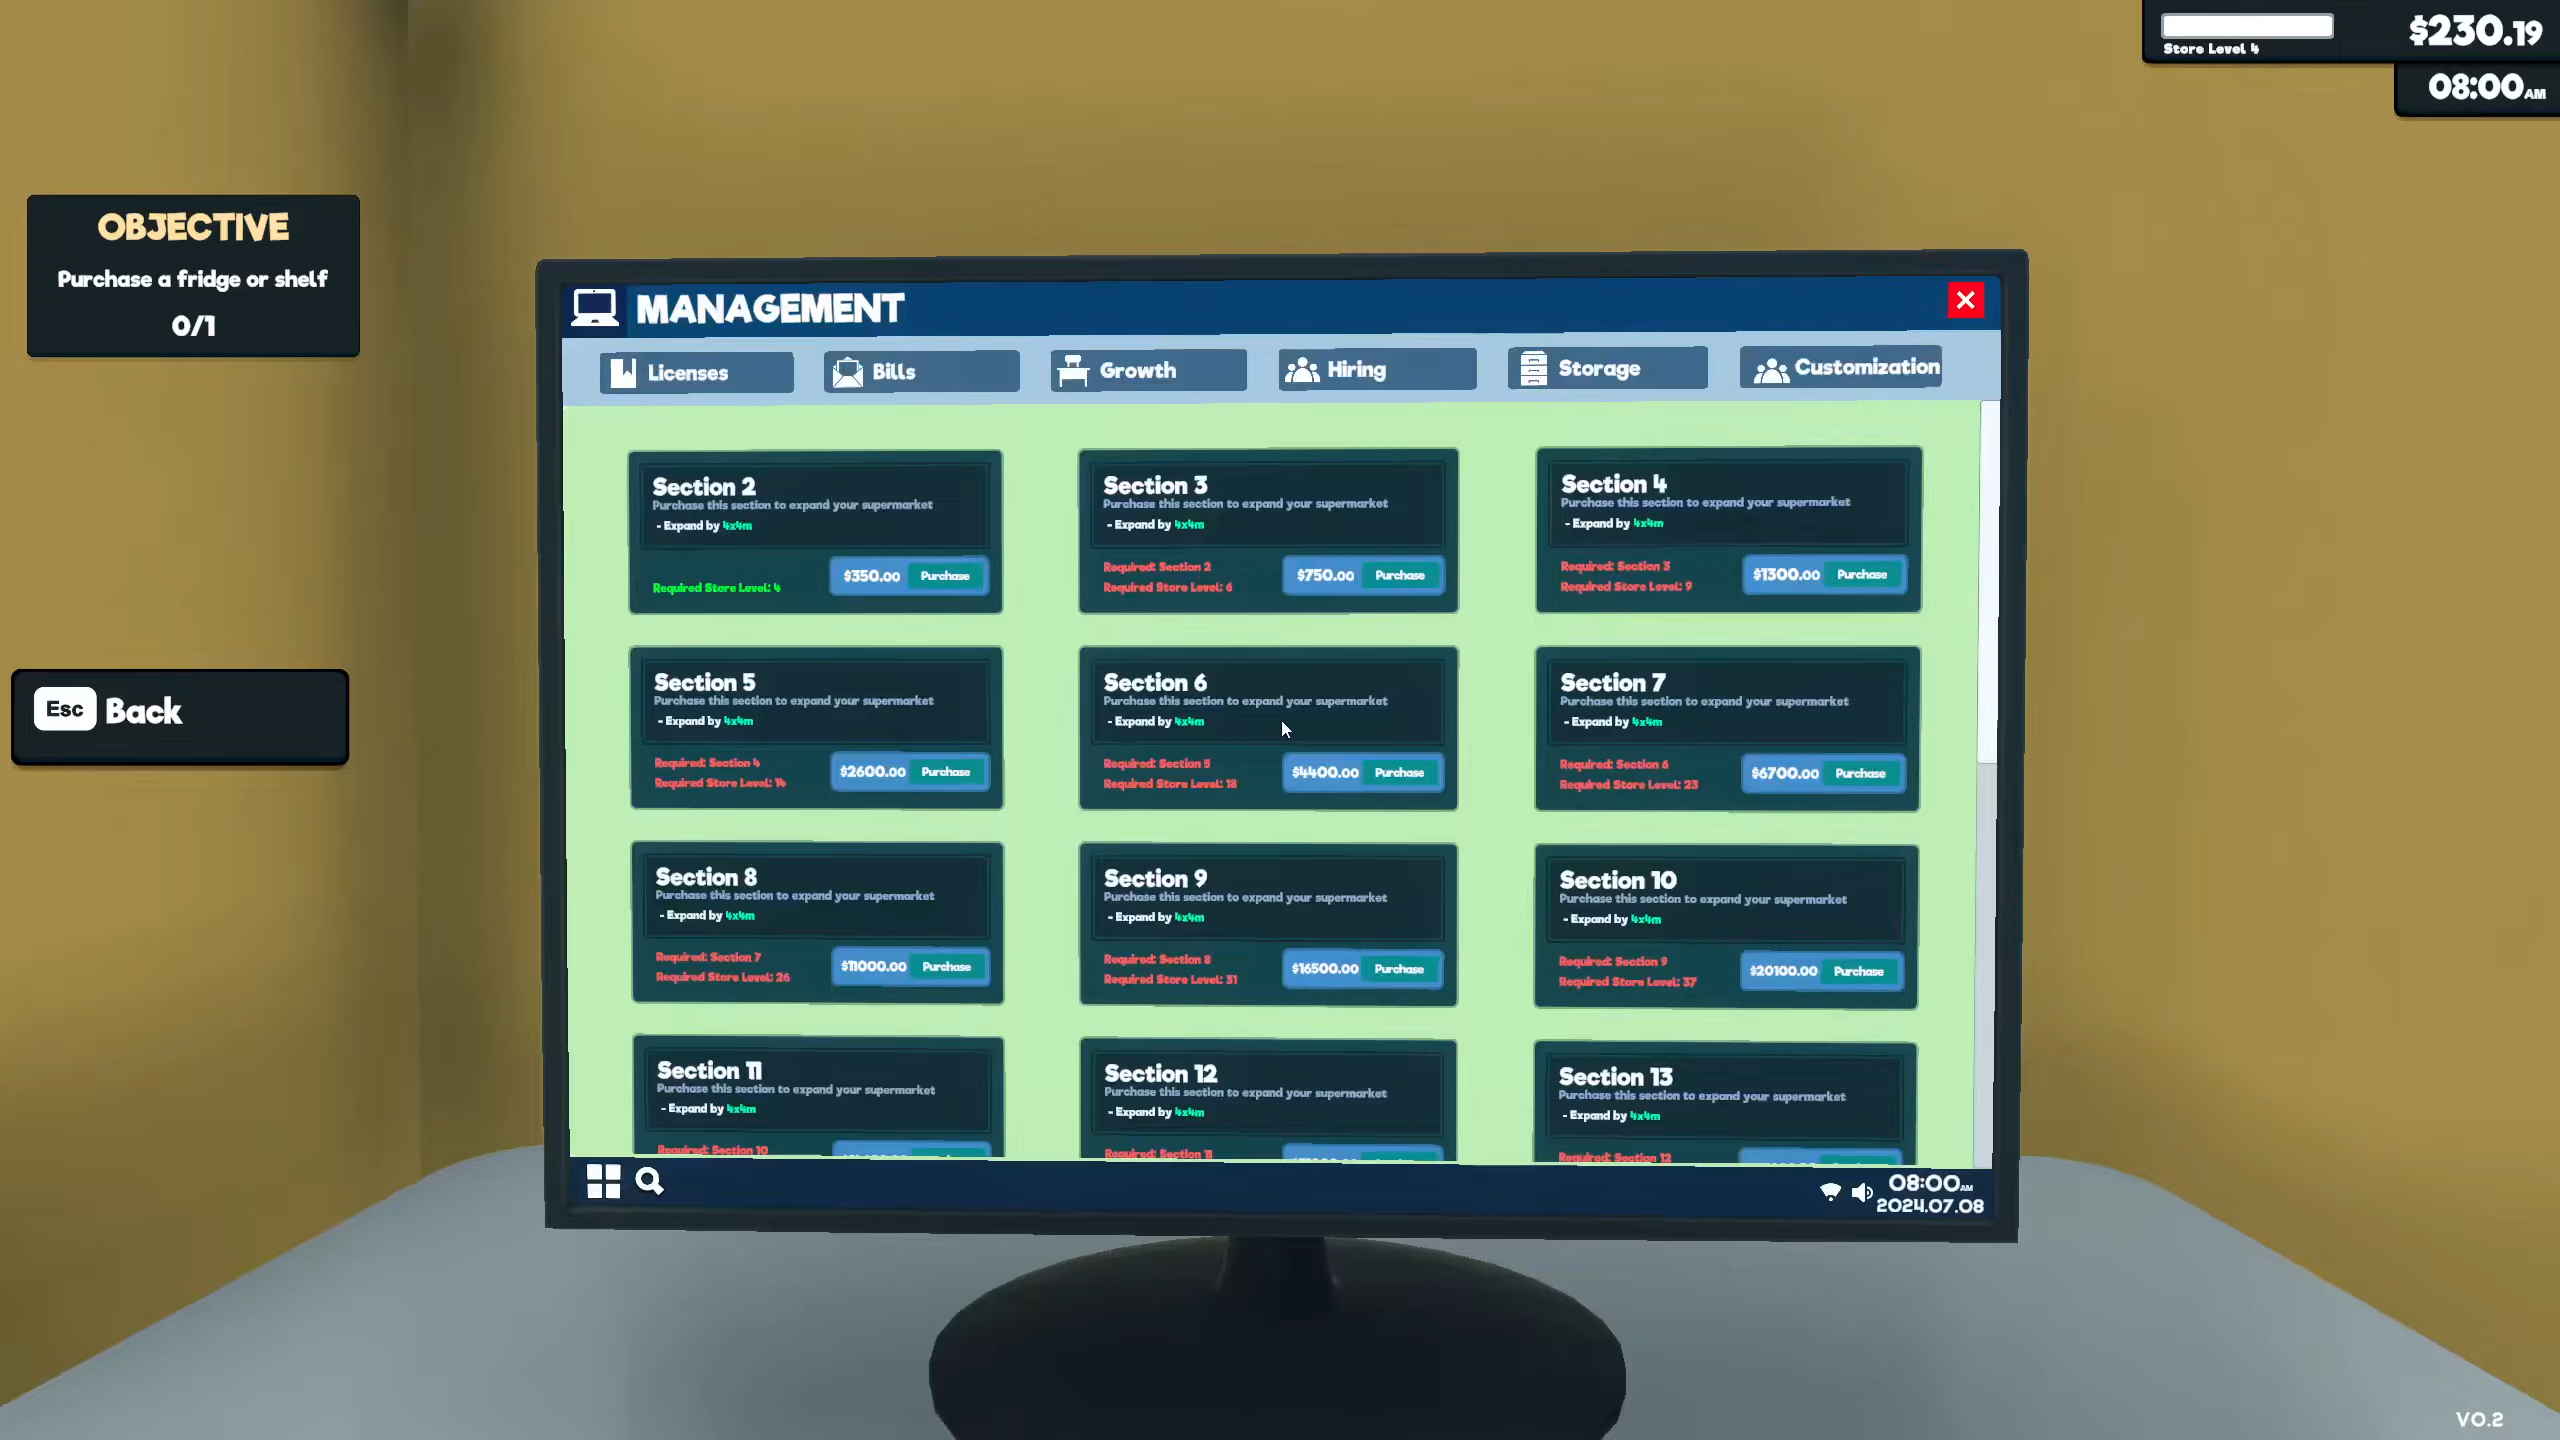 $230.19
Store Level 4
08:00AM
OBJECTIVE
Purchase a fridge or shelf
0/1
Esc Back
MANAGEMENT
Licenses
Bills
Growth
Hiring
Storage
Customization
Section 2
Purchase this section to expand your supermarket
- Expand by 4x4m
Required Store Level: 4
$350.00 Purchase
Section 3
Purchase this section to expand your supermarket
- Expand by 4x4m
Required: Section 2
Required Store Level: 6
$750.00 Purchase
Section 4
Purchase this section to expand your supermarket
- Expand by 4x4m
Required: Section 3
Required Store Level: 9
$1300.00 Purchase
Section 5
Purchase this section to expand your supermarket
- Expand by 4x4m
Required: Section 4
Required Store Level: 14
$2600.00 Purchase
Section 6
Purchase this section to expand your supermarket
- Expand by 4x4m
Required: Section 5
Required Store Level: 18
$4400.00 Purchase
Section 7
Purchase this section to expand your supermarket
- Expand by 4x4m
Required: Section 6
Required Store Level: 23
$6700.00 Purchase
Section 8
Purchase this section to expand your supermarket
- Expand by 4x4m
Required: Section 7
Required Store Level: 26
$11000.00 Purchase
Section 9
Purchase this section to expand your supermarket
- Expand by 4x4m
Required: Section 8
Required Store Level: 31
$16500.00 Purchase
Section 10
Purchase this section to expand your supermarket
- Expand by 4x4m
Required: Section 9
Required Store Level: 37
$20100.00 Purchase
Section 11
Purchase this section to expand your supermarket
- Expand by 4x4m
Required: Section 10
Section 12
Purchase this section to expand your supermarket
- Expand by 4x4m
Required: Section 11
Section 13
Purchase this section to expand your supermarket
- Expand by 4x4m
Required: Section 12
08:00AM
2024.07.08
V0.2